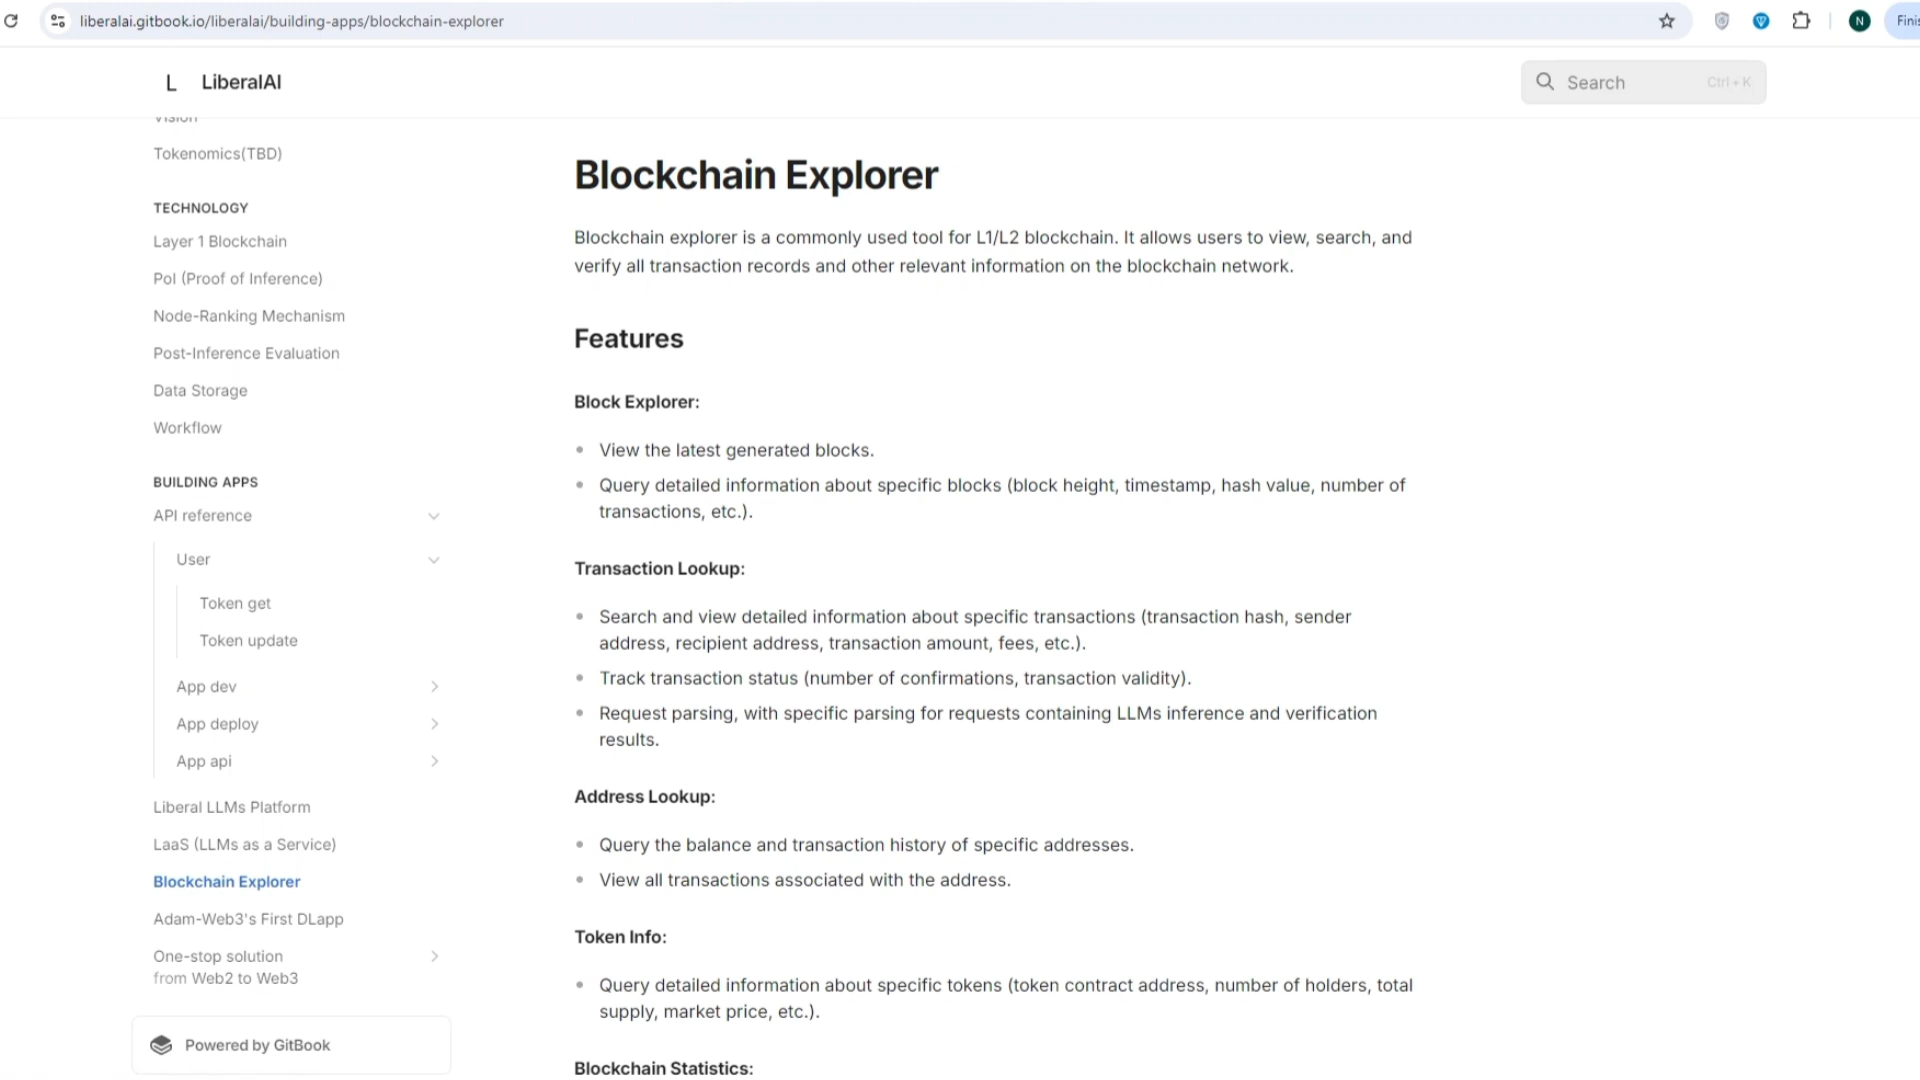 liberalai.gitbook.io/liberalai/building-apps/blockchain-explorer
N
L LiberalAI
Search
Ctrl + K
Vision
Tokenomics(TBD)
TECHNOLOGY
Layer 1 Blockchain
PoI (Proof of Inference)
Node-Ranking Mechanism
Post-Inference Evaluation
Data Storage
Workflow
BUILDING APPS
API reference
User
Token get
Token update
App dev
App deploy
App api
Liberal LLMs Platform
LaaS (LLMs as a Service)
Blockchain Explorer
Adam-Web3's First DLapp
One-stop solution
from Web2 to Web3
Powered by GitBook
Blockchain Explorer
Blockchain explorer is a commonly used tool for L1/L2 blockchain. It allows users to view, search, and
verify all transaction records and other relevant information on the blockchain network.
Features
Block Explorer:
• View the latest generated blocks.
• Query detailed information about specific blocks (block height, timestamp, hash value, number of
transactions, etc.).
Transaction Lookup:
• Search and view detailed information about specific transactions (transaction hash, sender
address, recipient address, transaction amount, fees, etc.).
• Track transaction status (number of confirmations, transaction validity).
• Request parsing, with specific parsing for requests containing LLMs inference and verification
results.
Address Lookup:
• Query the balance and transaction history of specific addresses.
• View all transactions associated with the address.
Token Info:
• Query detailed information about specific tokens (token contract address, number of holders, total
supply, market price, etc.).
Blockchain Statistics: